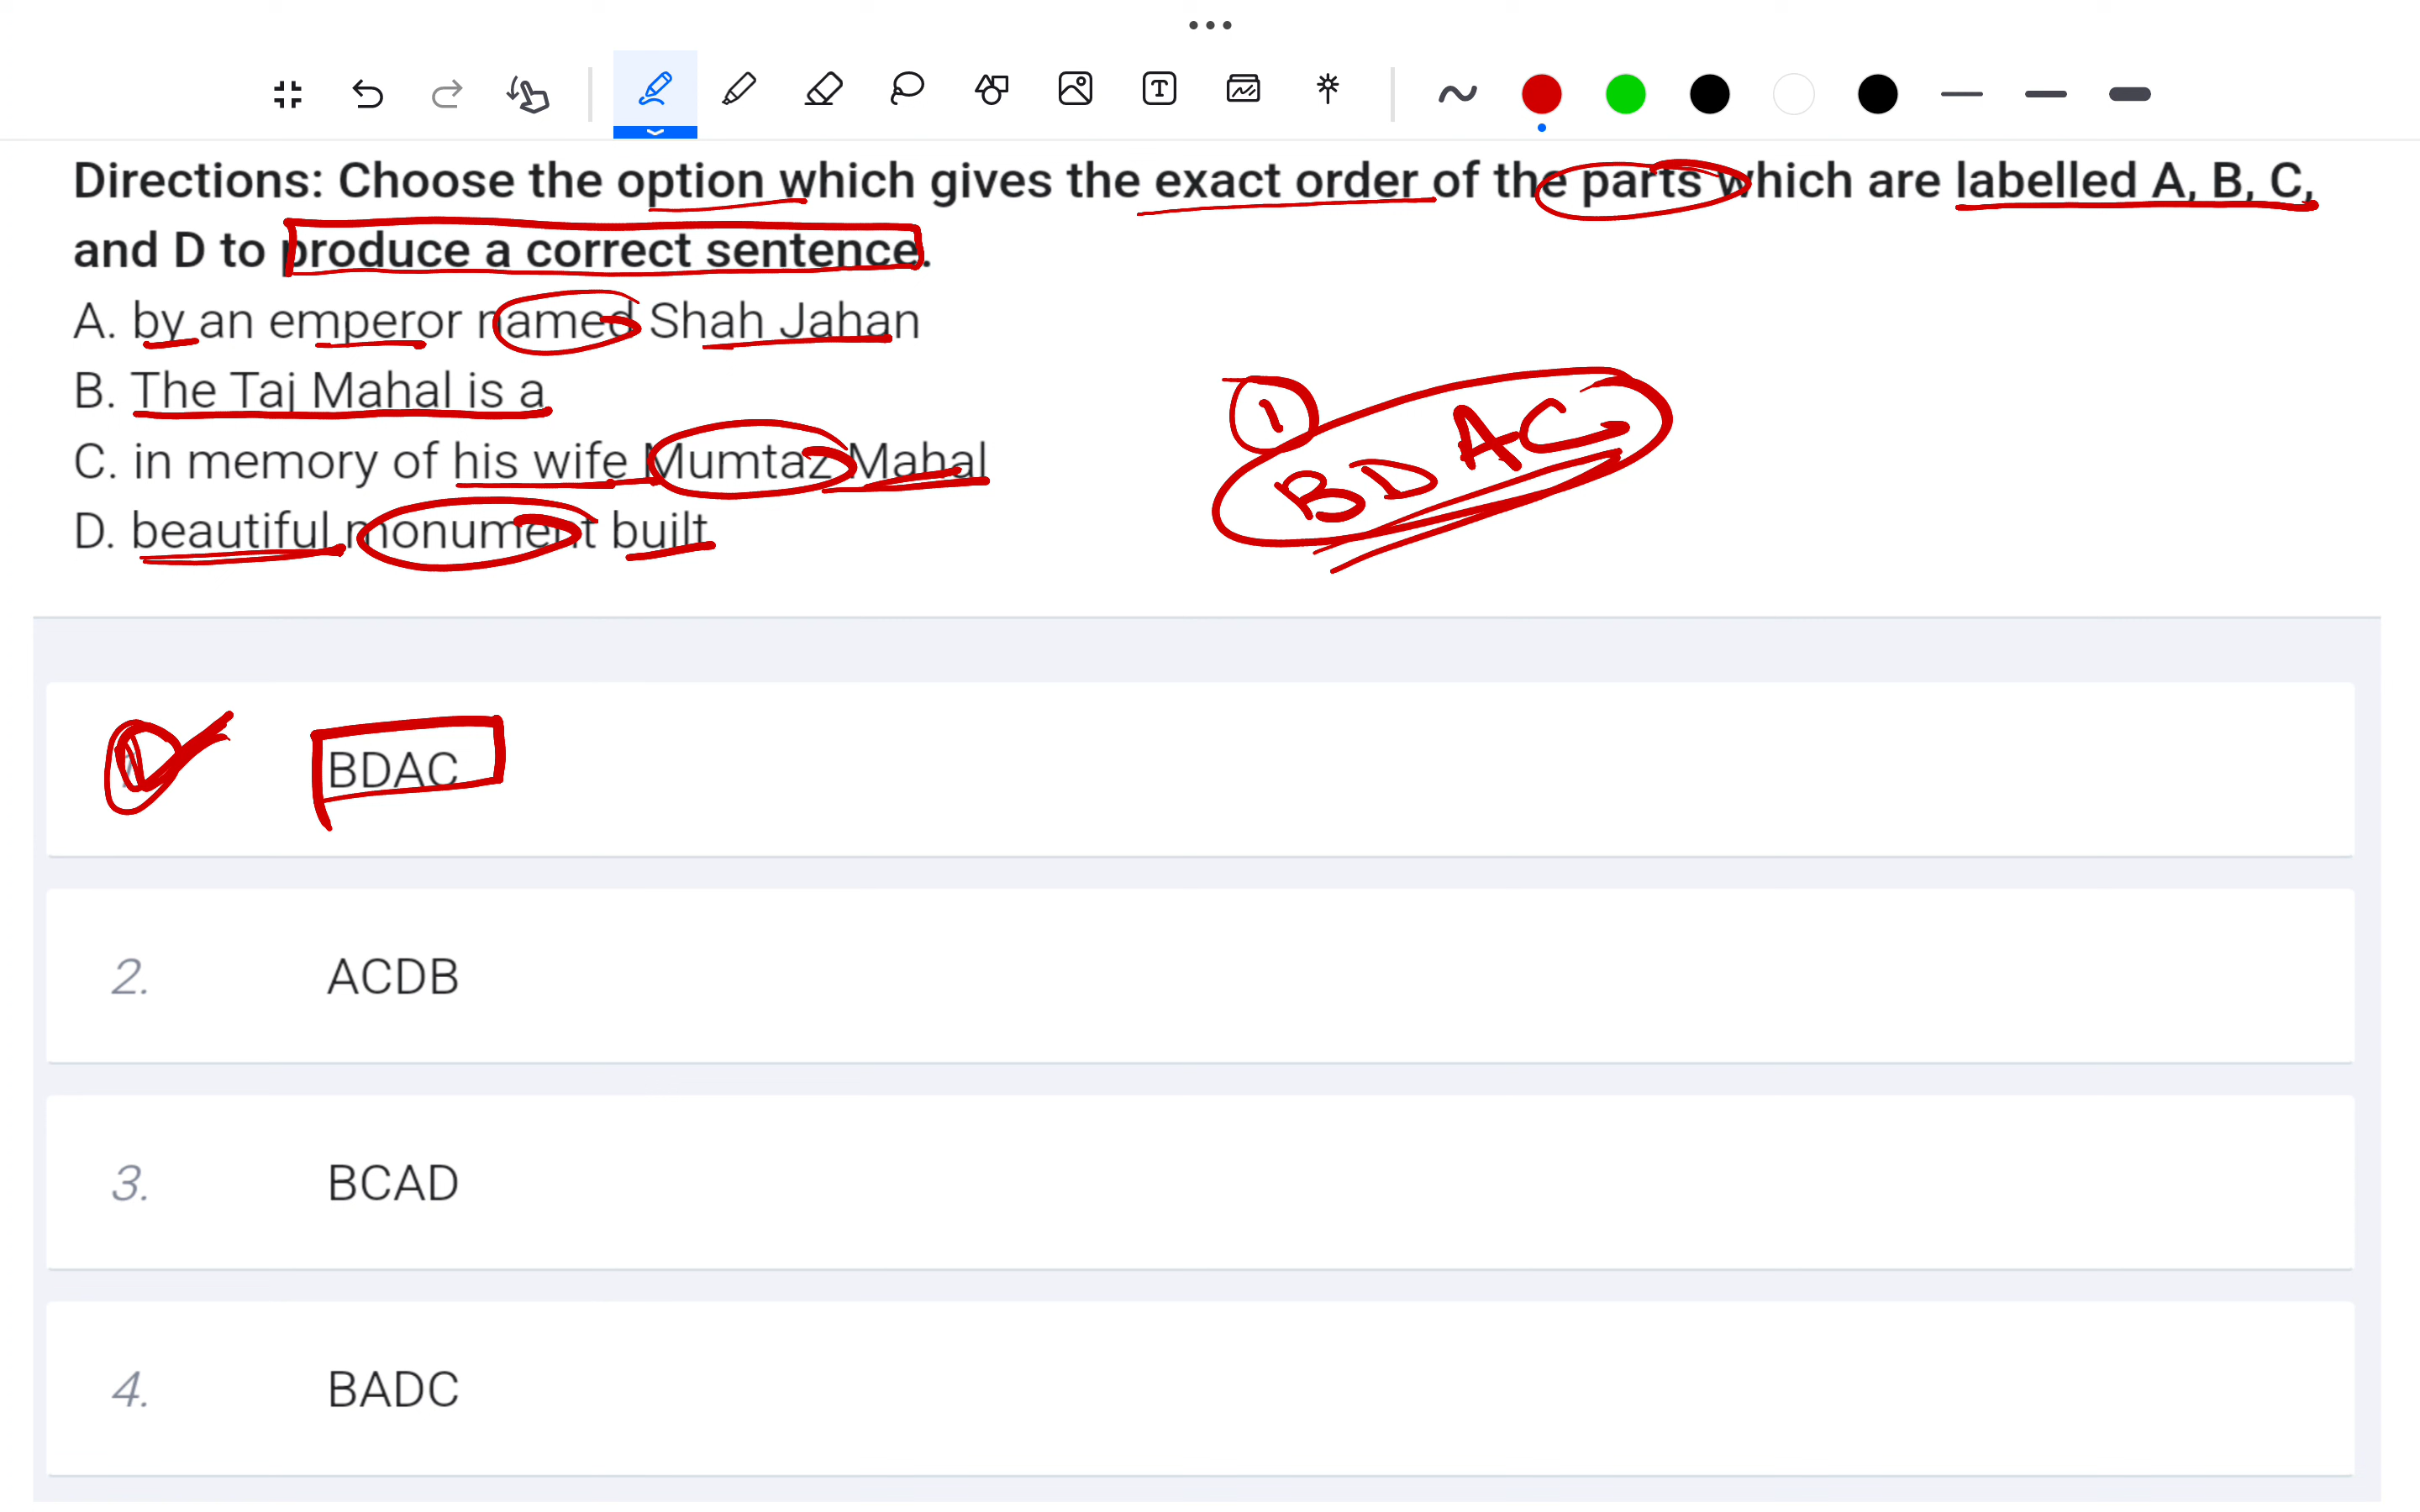 Directions: Choose the option which gives the exact order of the parts which are labelled A, B, C,
and D to produce a correct sentence.
A. by an emperor named Shah Jahan
B. The Taj Mahal is a
C. in memory of his wife Mumtaz Mahal
D. beautiful monument built
1
BDAC
1. BDAC
2. ACDB
3. BCAD
4. BADC